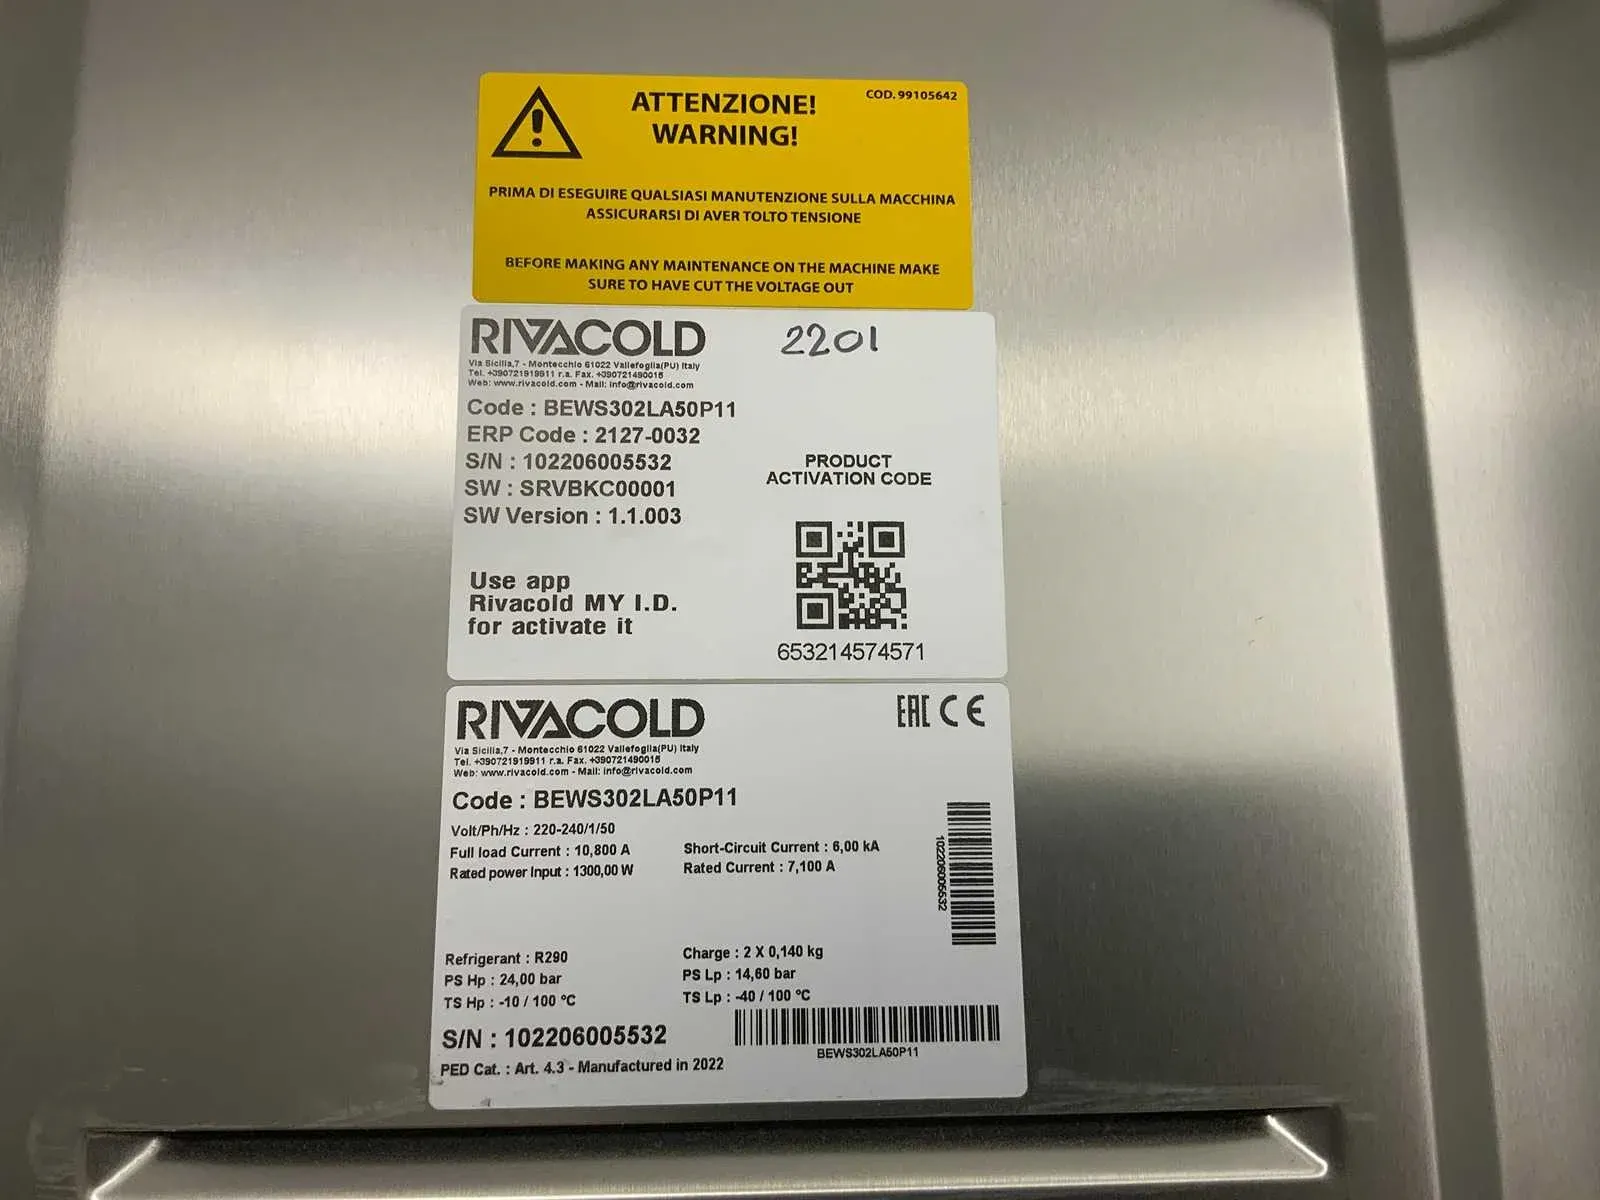 ATTENZIONE!
WARNING!
COD. 99105642
PRIMA DI ESEGUIRE QUALSIASI MANUTENZIONE SULLA MACCHINA
ASSICURARSI DI AVER TOLTO TENSIONE
BEFORE MAKING ANY MAINTENANCE ON THE MACHINE MAKE
SURE TO HAVE CUT THE VOLTAGE OUT
RIVACOLD
2201
Via Sicilia,7 - Montecchio 61022 Vallefoglia(PU) Italy
Tel. +390721919911 r.a. Fax. +390721490015
Web: www.rivacold.com - Mail: info@rivacold.com
Code : BEWS302LA50P11
ERP Code : 2127-0032
S/N : 102206005532
SW : SRVBKC00001
SW Version : 1.1.003
PRODUCT
ACTIVATION CODE
Use app
Rivacold MY I.D.
for activate it
653214574571
RIVACOLD
EAC CE
Via Sicilia,7 - Montecchio 61022 Vallefoglia(PU) Italy
Tel. +390721919911 r.a. Fax. +390721490015
Web: www.rivacold.com - Mail: info@rivacold.com
Code : BEWS302LA50P11
Volt/Ph/Hz : 220-240/1/50
Full load Current : 10,800 A
Short-Circuit Current : 6,00 kA
Rated power Input : 1300,00 W
Rated Current : 7,100 A
102206005532
Refrigerant : R290
Charge : 2 X 0,140 kg
PS Hp : 24,00 bar
PS Lp : 14,60 bar
TS Hp : -10 / 100 °C
TS Lp : -40 / 100 °C
S/N : 102206005532
BEWS302LA50P11
PED Cat. : Art. 4.3 - Manufactured in 2022